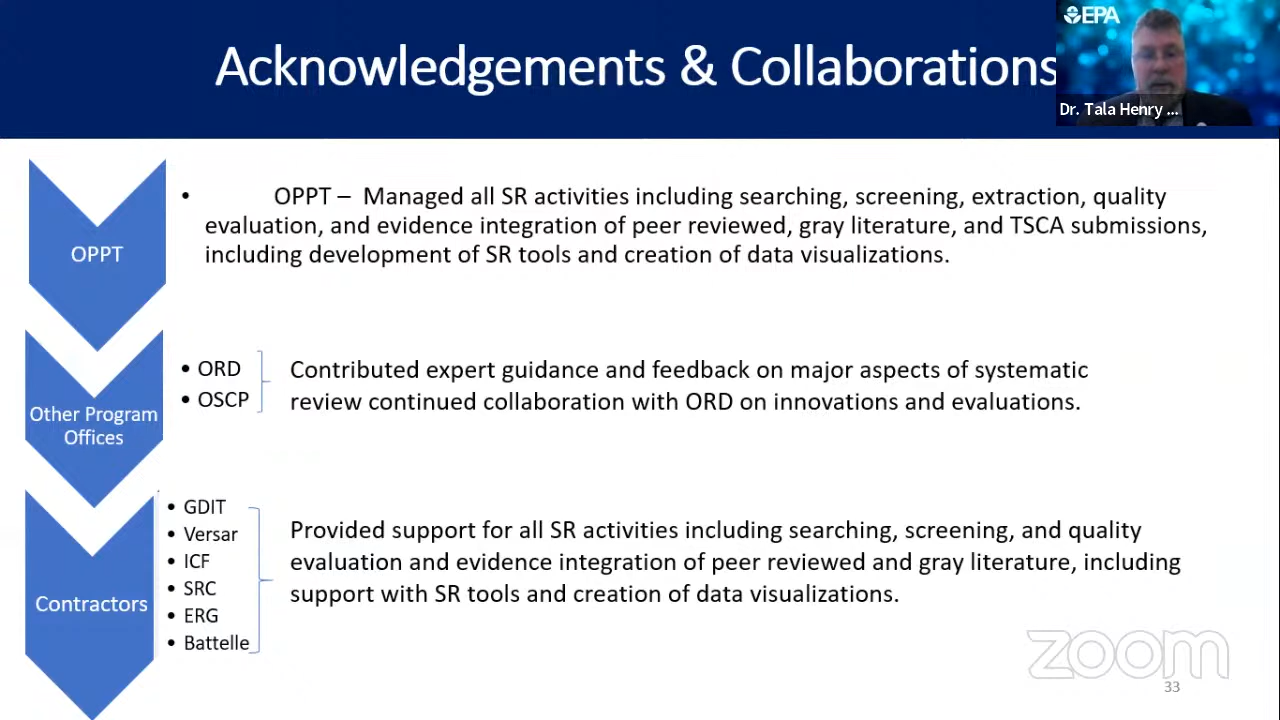 Acknowledgements & Collaborations
EPA
Dr. Tala Henry ...
OPPT
• OPPT – Managed all SR activities including searching, screening, extraction, quality
evaluation, and evidence integration of peer reviewed, gray literature, and TSCA submissions,
including development of SR tools and creation of data visualizations.
Other Program
Offices
• ORD
• OSCP
Contributed expert guidance and feedback on major aspects of systematic
review continued collaboration with ORD on innovations and evaluations.
Contractors
• GDIT
• Versar
• ICF
• SRC
• ERG
• Battelle
Provided support for all SR activities including searching, screening, and quality
evaluation and evidence integration of peer reviewed and gray literature, including
support with SR tools and creation of data visualizations.
zoom
33